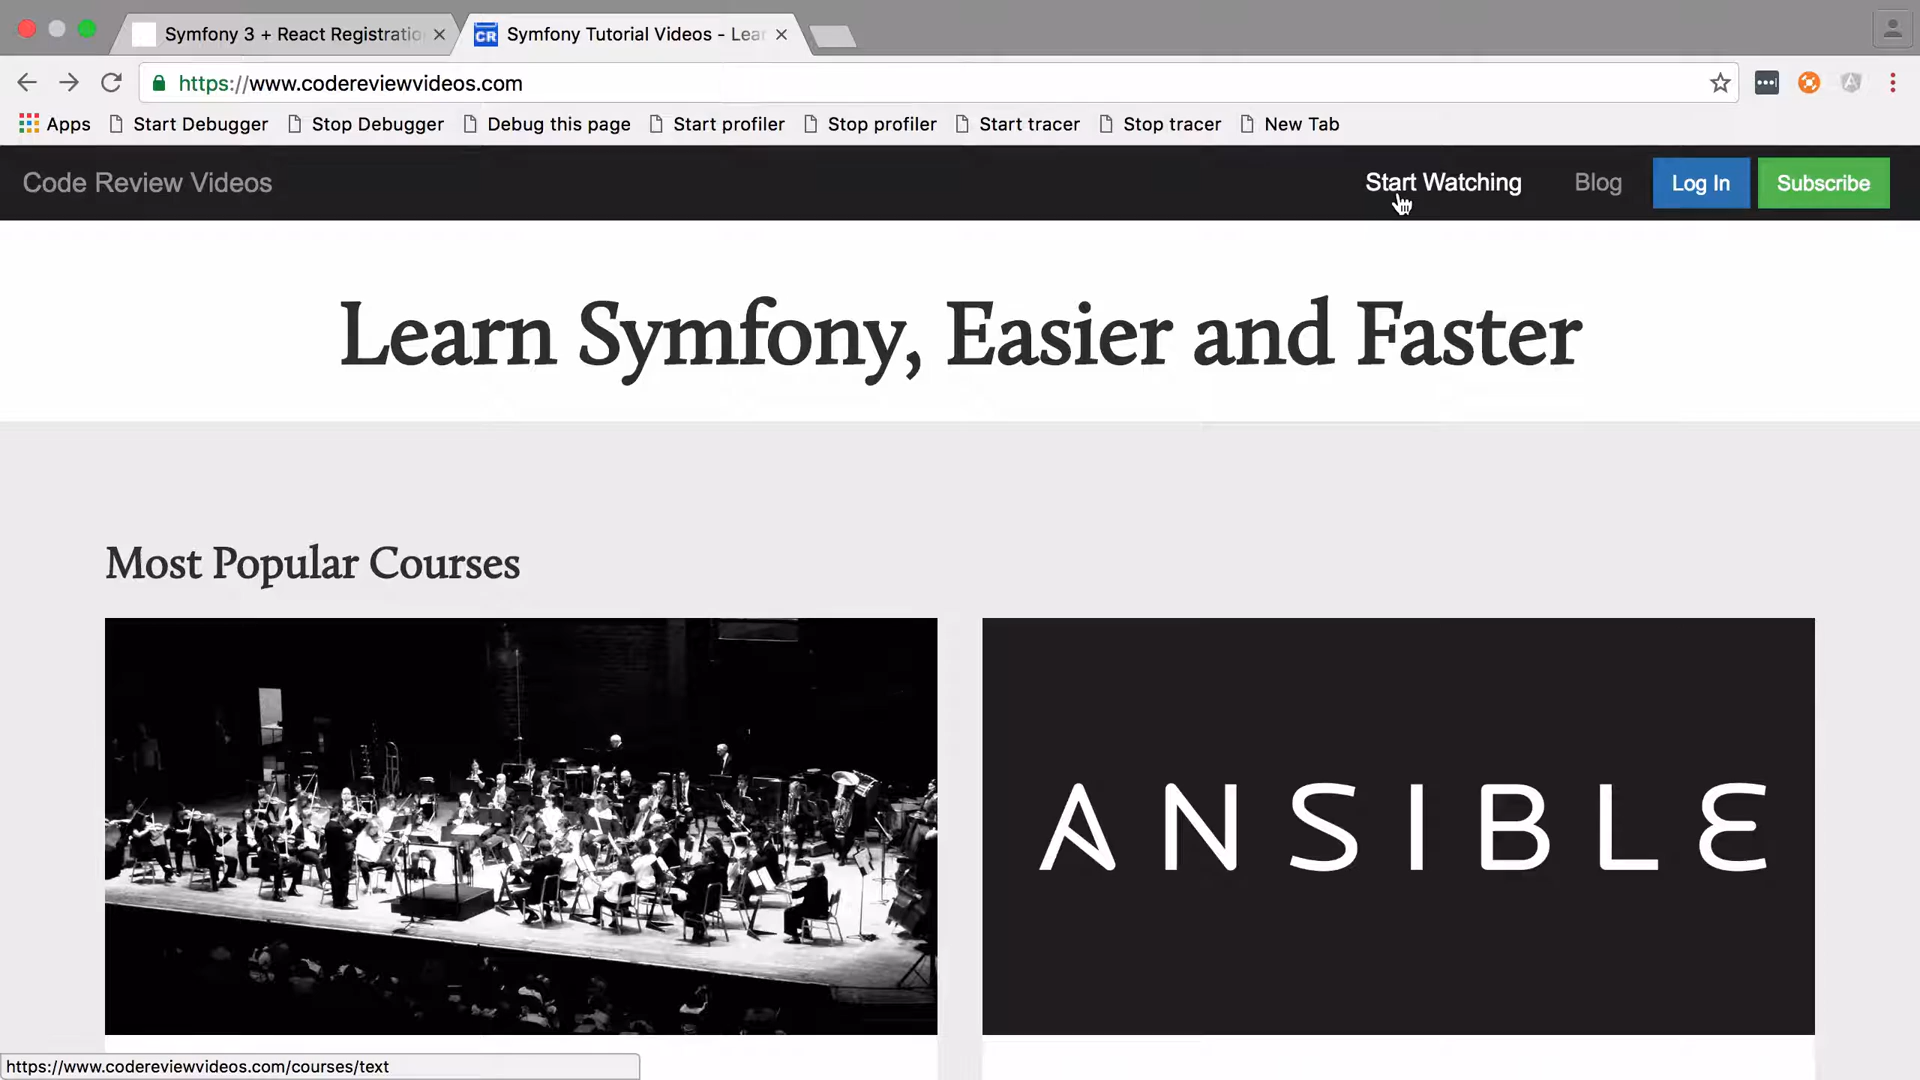 Symfony 3 + React Registratio
CR Symfony Tutorial Videos - Lear
https://www.codereviewvideos.com
Apps Start Debugger Stop Debugger Debug this page Start profiler Stop profiler Start tracer Stop tracer New Tab
Code Review Videos Start Watching Blog Log In Subscribe
Learn Symfony, Easier and Faster
Most Popular Courses
ANSIBLE
https://www.codereviewvideos.com/courses/text